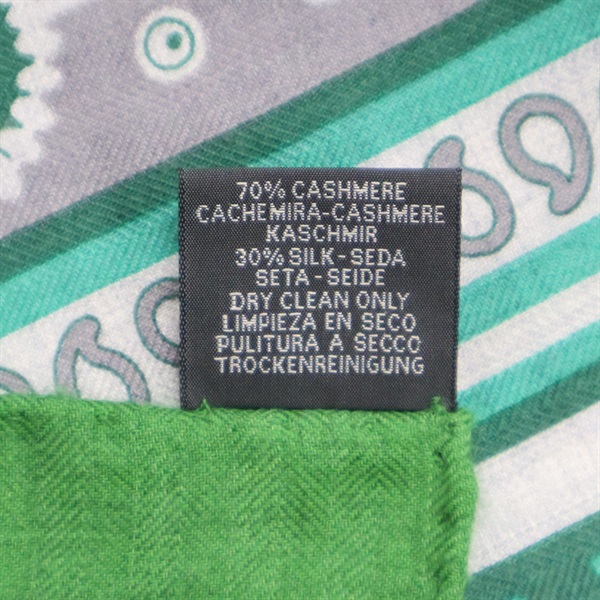 70% CASHMERE
CACHEMIRA-CASHMERE
KASCHMIR
30% SILK-SEDA
SETA-SEIDE
DRY CLEAN ONLY
LIMPIEZA EN SECO
PULITURA A SECCO
TROCKENREINIGUNG